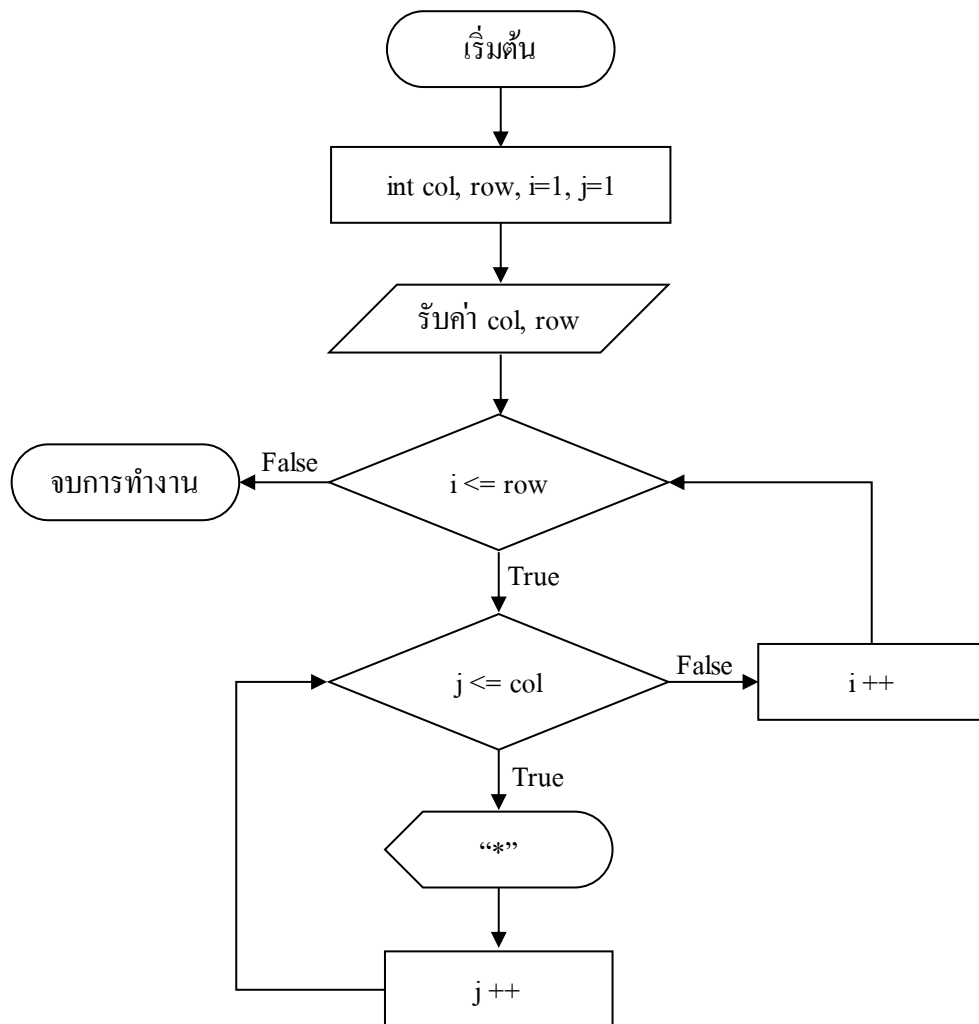 เริ่มต้น
int col, row, i=1, j=1
รับค่า col, row
i <= row
False
จบการทำงาน
True
j <= col
False
i ++
True
“*”
j ++